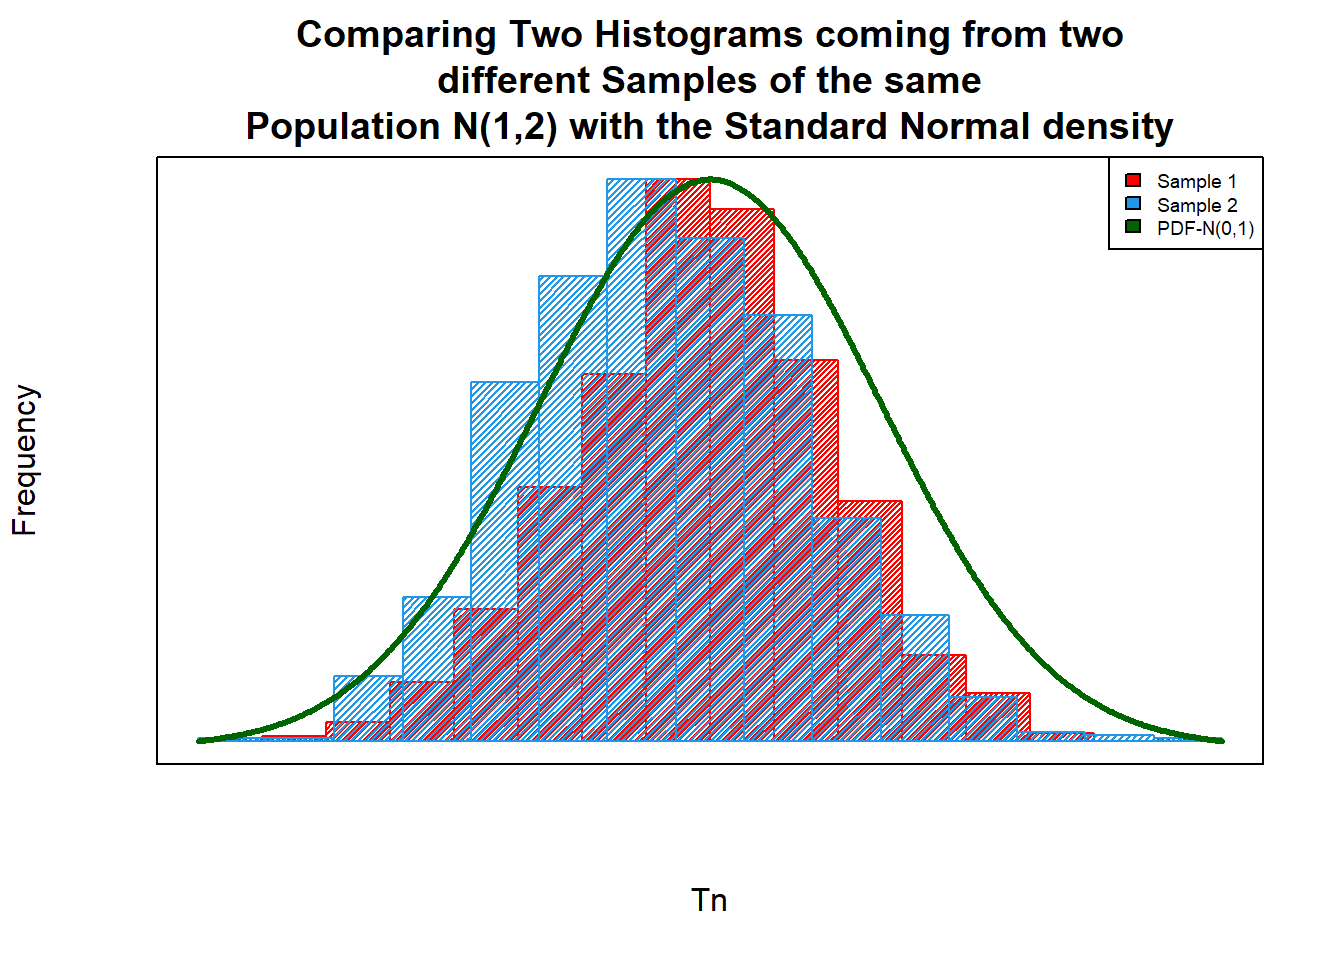 Comparing Two Histograms coming from two
different Samples of the same
Population N(1,2) with the Standard Normal density
Sample 1
Sample 2
PDF-N(0,1)
Frequency
Tn